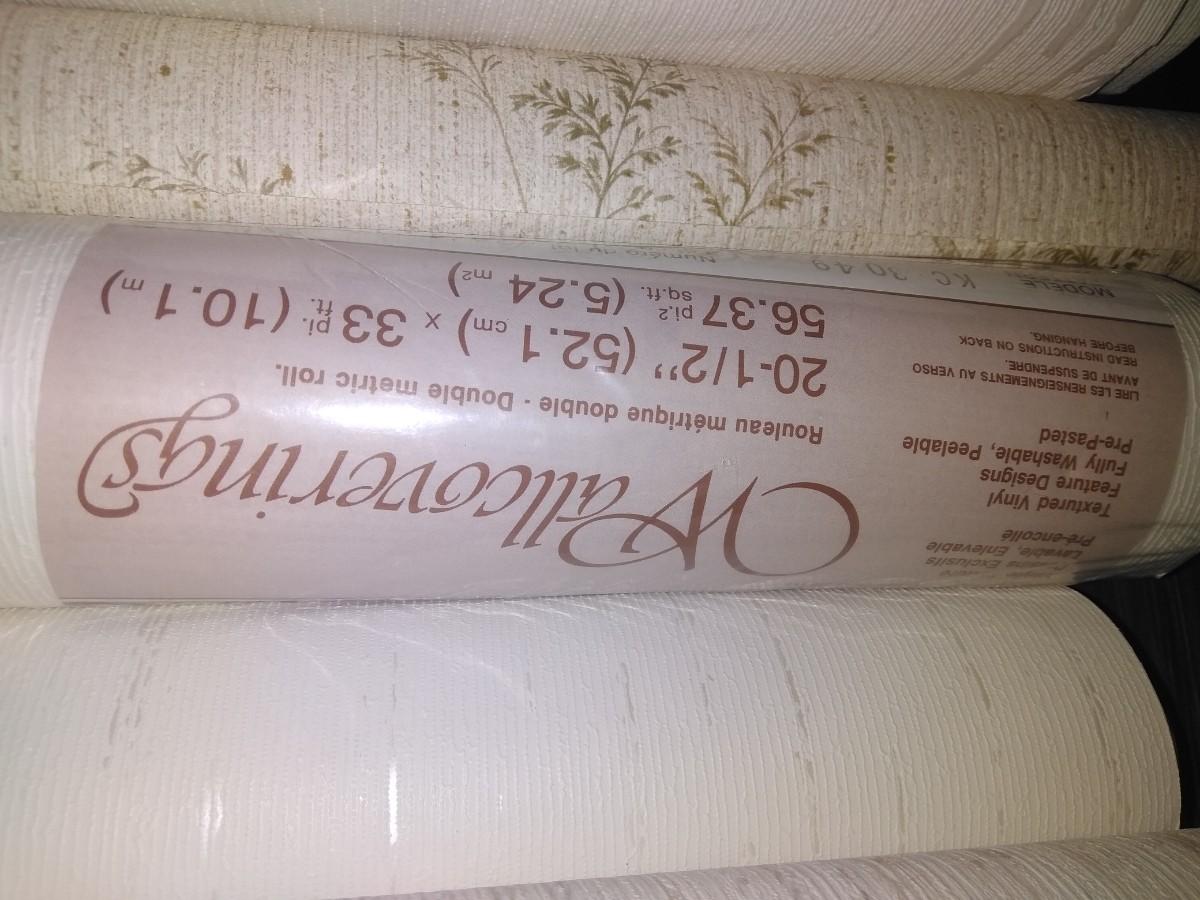 Lavable, Enlevable
Pré-encollé
Textured Vinyl
Feature Designs
Fully Washable, Peelable
Pre-Pasted
LIRE LES RENSEIGNEMENTS AU VERSO
AVANT DE SUSPENDRE.
READ INSTRUCTIONS ON BACK
BEFORE HANGING.
Wallcoverings
Rouleau métrique double - Double metric roll.
20-1/2" (52.1 cm) x 33 pi. ft. (10.1 m)
56.37 pi.² sq.ft. (5.24 m²)
MODÈLE KC 3049
Numéro de